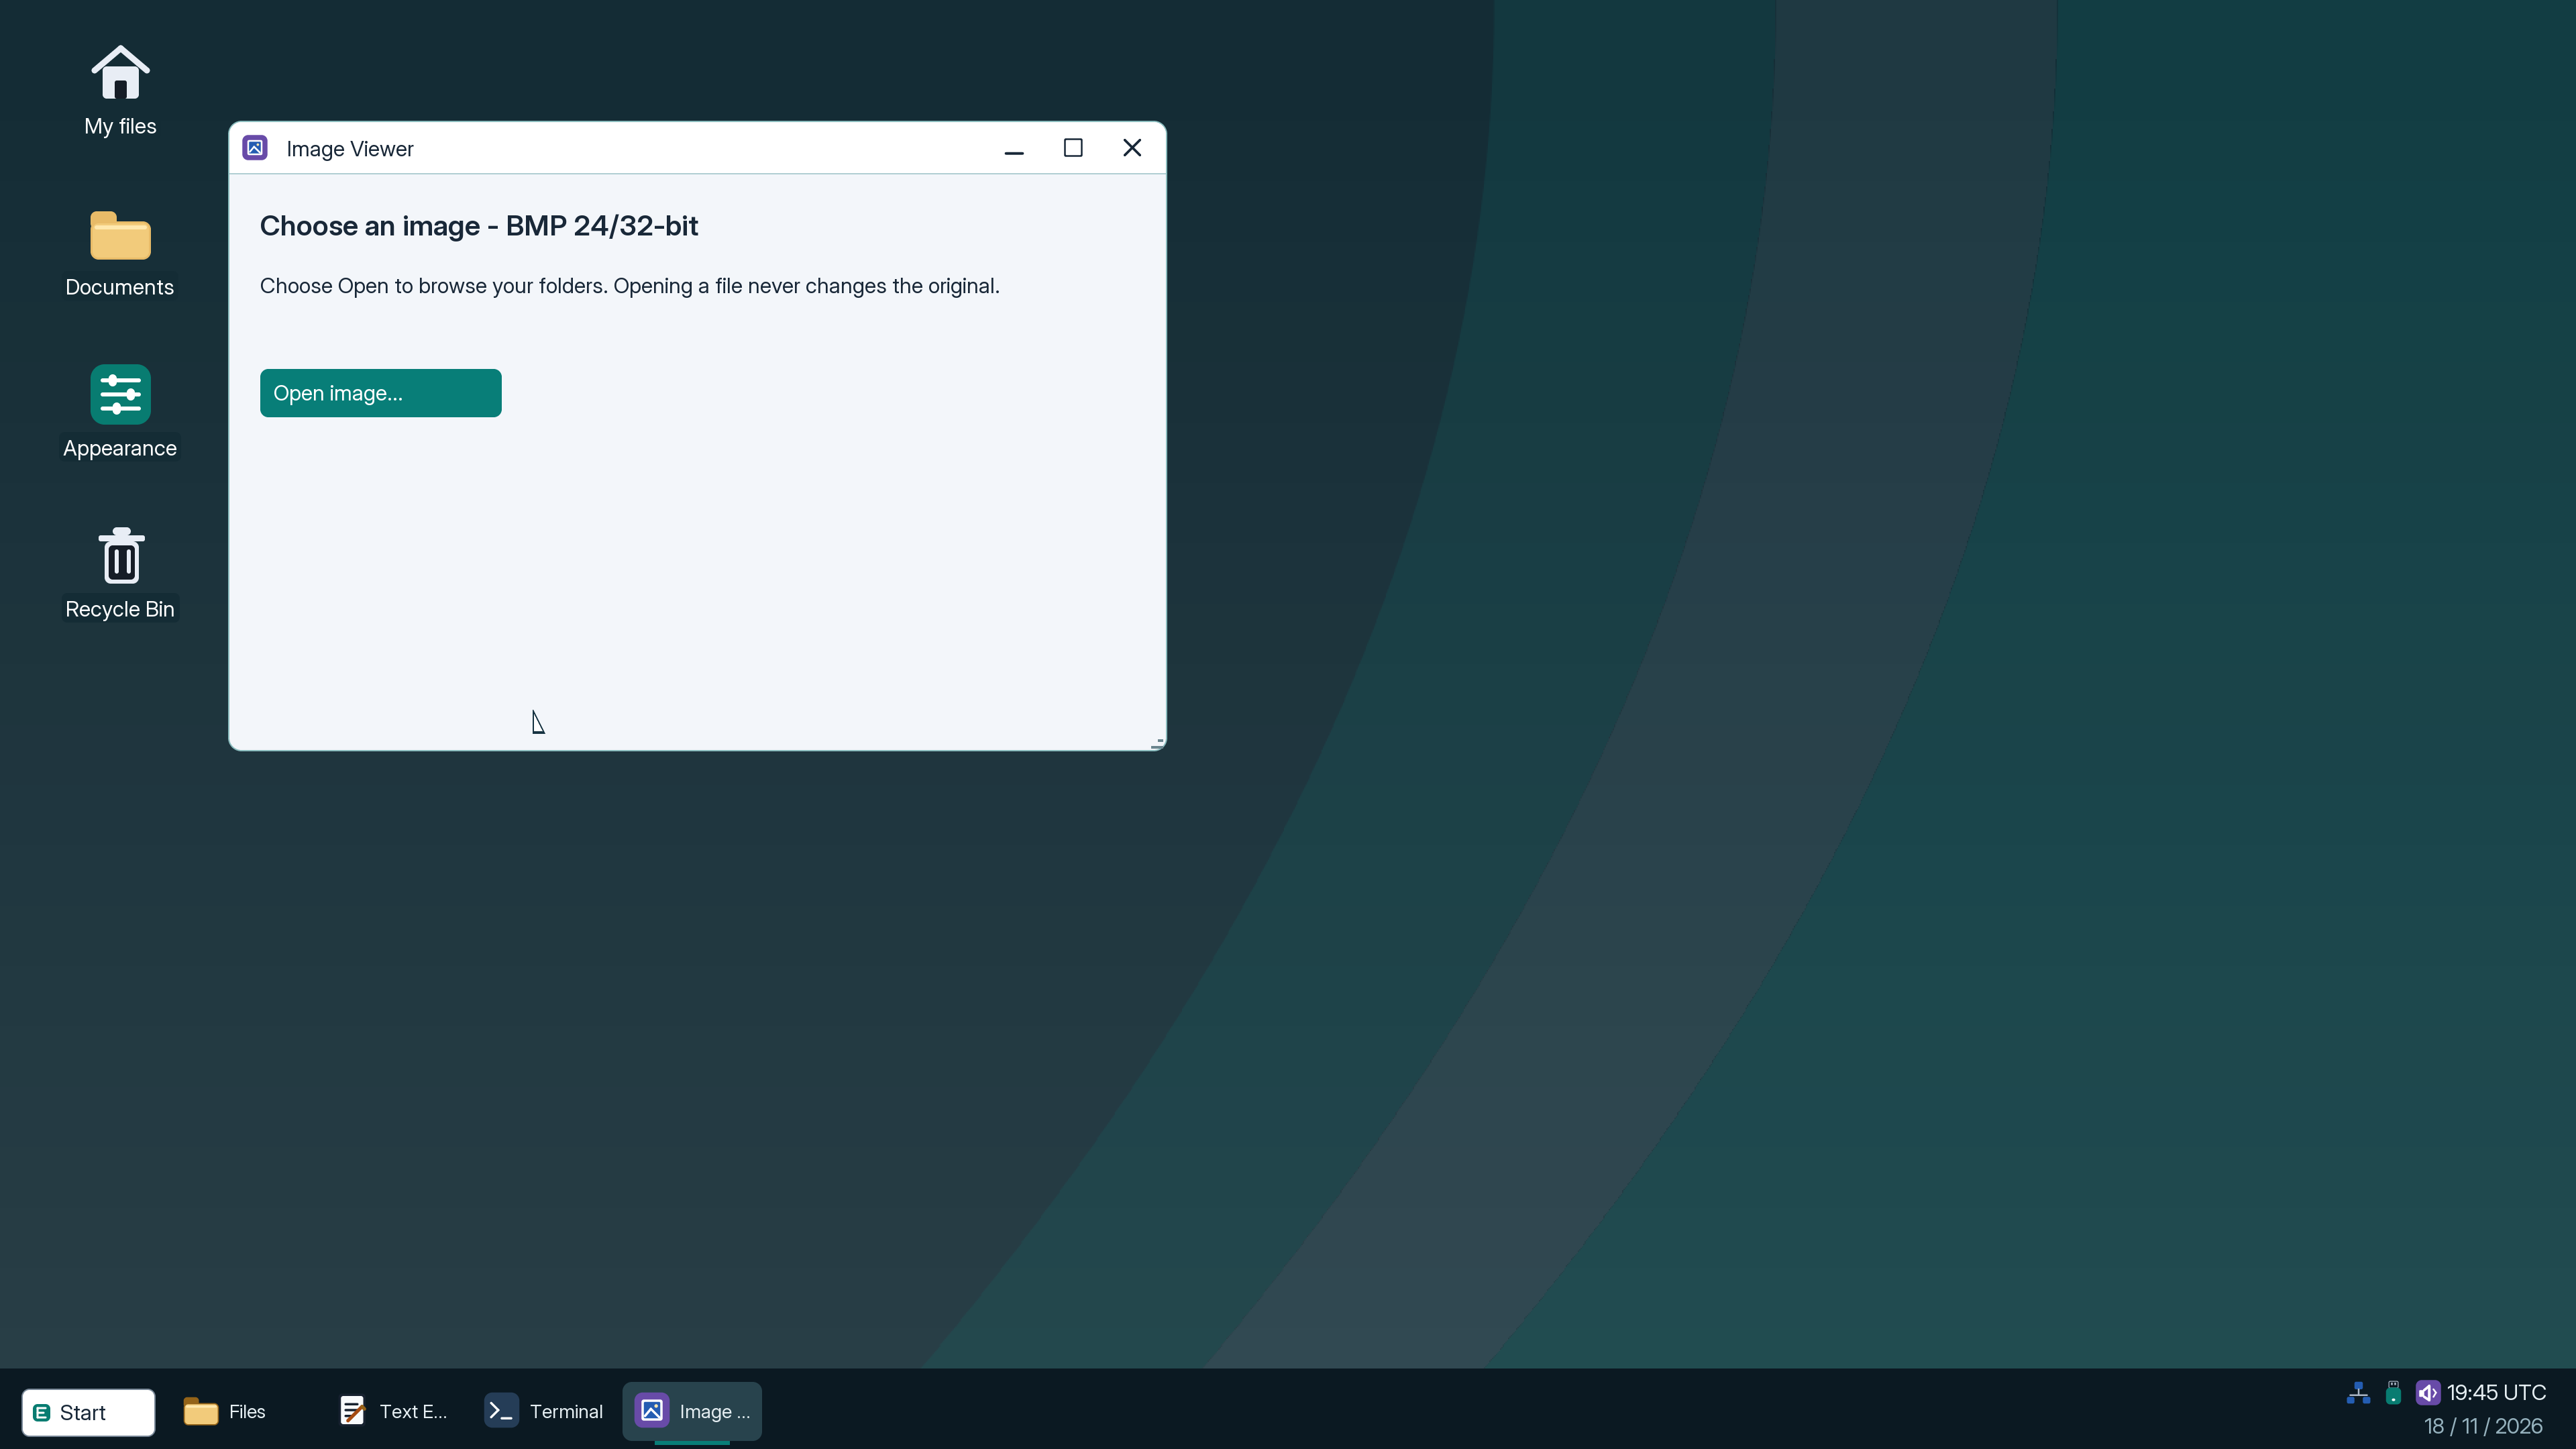 My files
Documents
Appearance
Recycle Bin
Image Viewer
Choose an image - BMP 24/32-bit
Choose Open to browse your folders. Opening a file never changes the original.
Open image...
E Start
Files
Text E...
Terminal
Image ...
19:45 UTC
18 / 11 / 2026